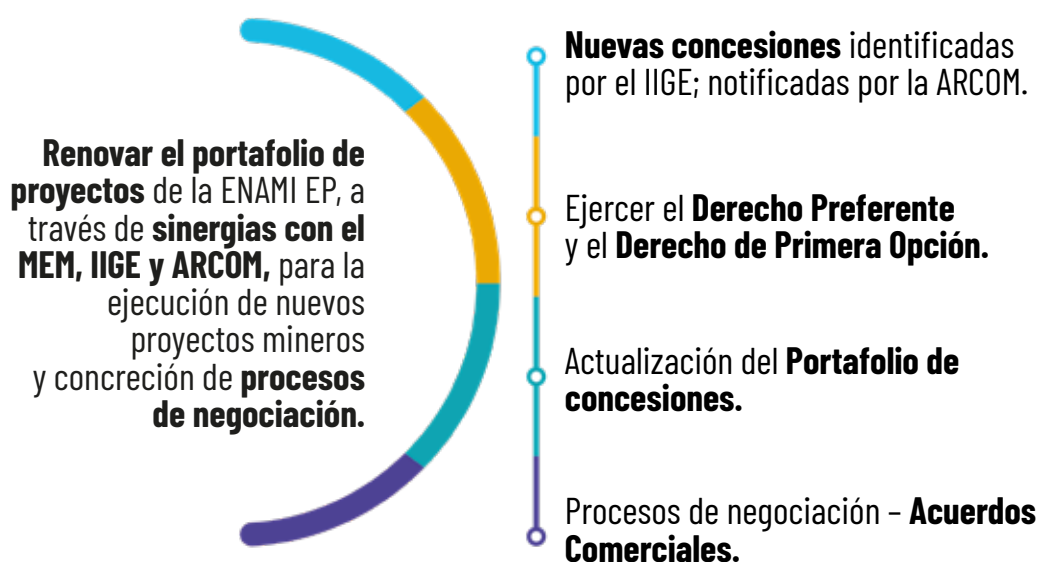 Renovar el portafolio de
proyectos de la ENAMI EP, a
través de sinergias con el
MEM, IIGE y ARCOM, para la
ejecución de nuevos
proyectos mineros
y concreción de procesos
de negociación.
Nuevas concesiones identificadas
por el IIGE; notificadas por la ARCOM.
Ejercer el Derecho Preferente
y el Derecho de Primera Opción.
Actualización del Portafolio de
concesiones.
Procesos de negociación – Acuerdos
Comerciales.